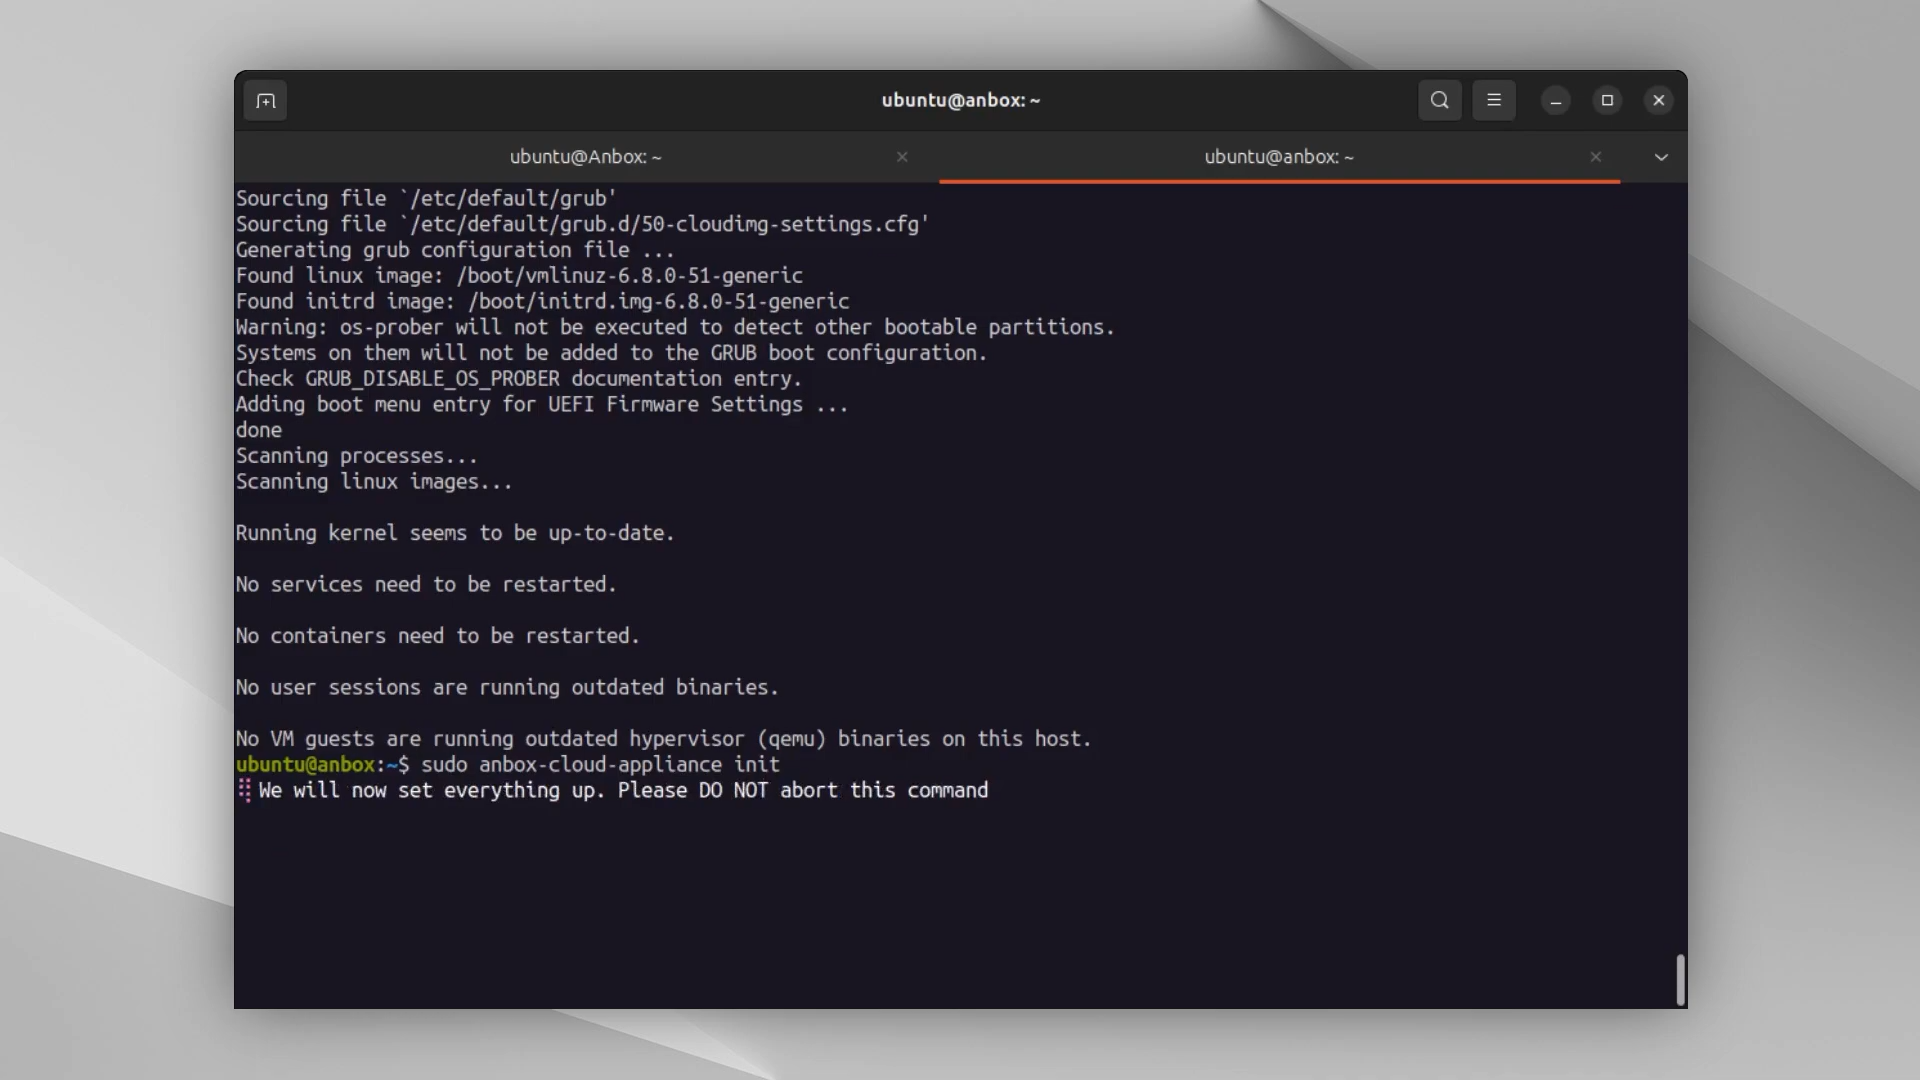 ubuntu@anbox: ~
ubuntu@Anbox: ~
ubuntu@anbox: ~
Sourcing file `/etc/default/grub'
Sourcing file `/etc/default/grub.d/50-cloudimg-settings.cfg'
Generating grub configuration file ...
Found linux image: /boot/vmlinuz-6.8.0-51-generic
Found initrd image: /boot/initrd.img-6.8.0-51-generic
Warning: os-prober will not be executed to detect other bootable partitions.
Systems on them will not be added to the GRUB boot configuration.
Check GRUB_DISABLE_OS_PROBER documentation entry.
Adding boot menu entry for UEFI Firmware Settings ...
done
Scanning processes...
Scanning linux images...
Running kernel seems to be up-to-date.
No services need to be restarted.
No containers need to be restarted.
No user sessions are running outdated binaries.
No VM guests are running outdated hypervisor (qemu) binaries on this host.
ubuntu@anbox:~$ sudo anbox-cloud-appliance init
We will now set everything up. Please DO NOT abort this command